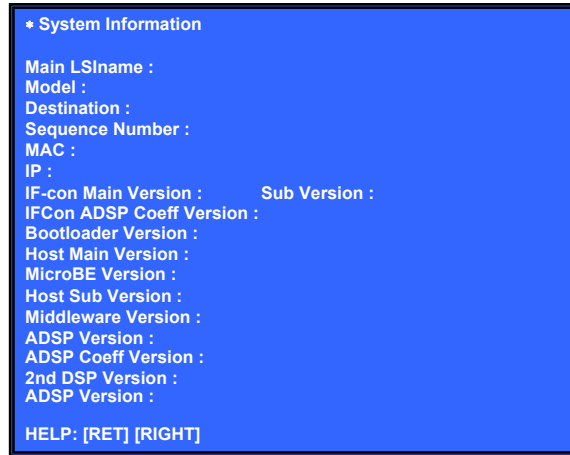 * System Information
Main LSIname :
Model :
Destination :
Sequence Number :
MAC :
IP :
IF-con Main Version : Sub Version :
IFCon ADSP Coeff Version :
Bootloader Version :
Host Main Version :
MicroBE Version :
Host Sub Version :
Middleware Version :
ADSP Version :
ADSP Coeff Version :
2nd DSP Version :
ADSP Version :
HELP: [RET] [RIGHT]